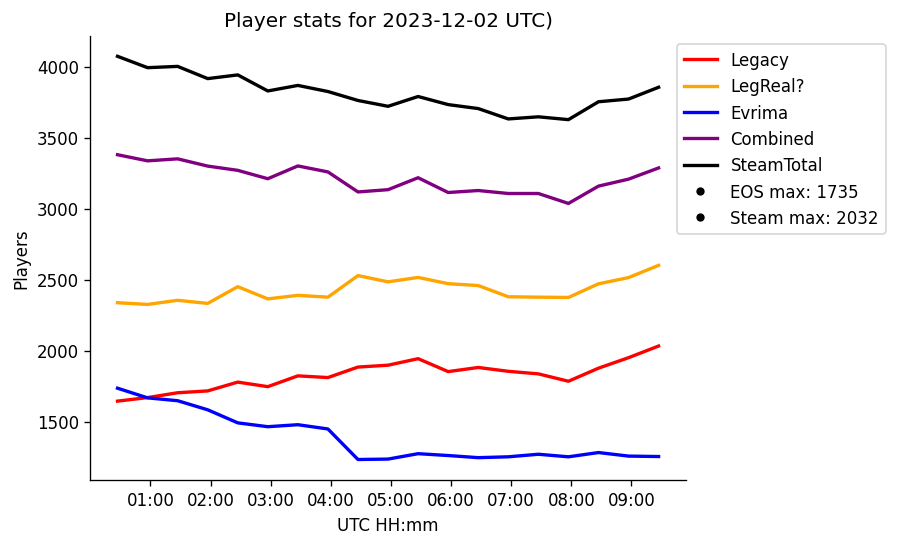 Player stats for 2023-12-02 UTC)
Legacy
LegReal?
Evrima
Combined
SteamTotal
EOS max: 1735
Steam max: 2032
Players
4000
3500
3000
2500
2000
1500
01:00 02:00 03:00 04:00 05:00 06:00 07:00 08:00 09:00
UTC HH:mm